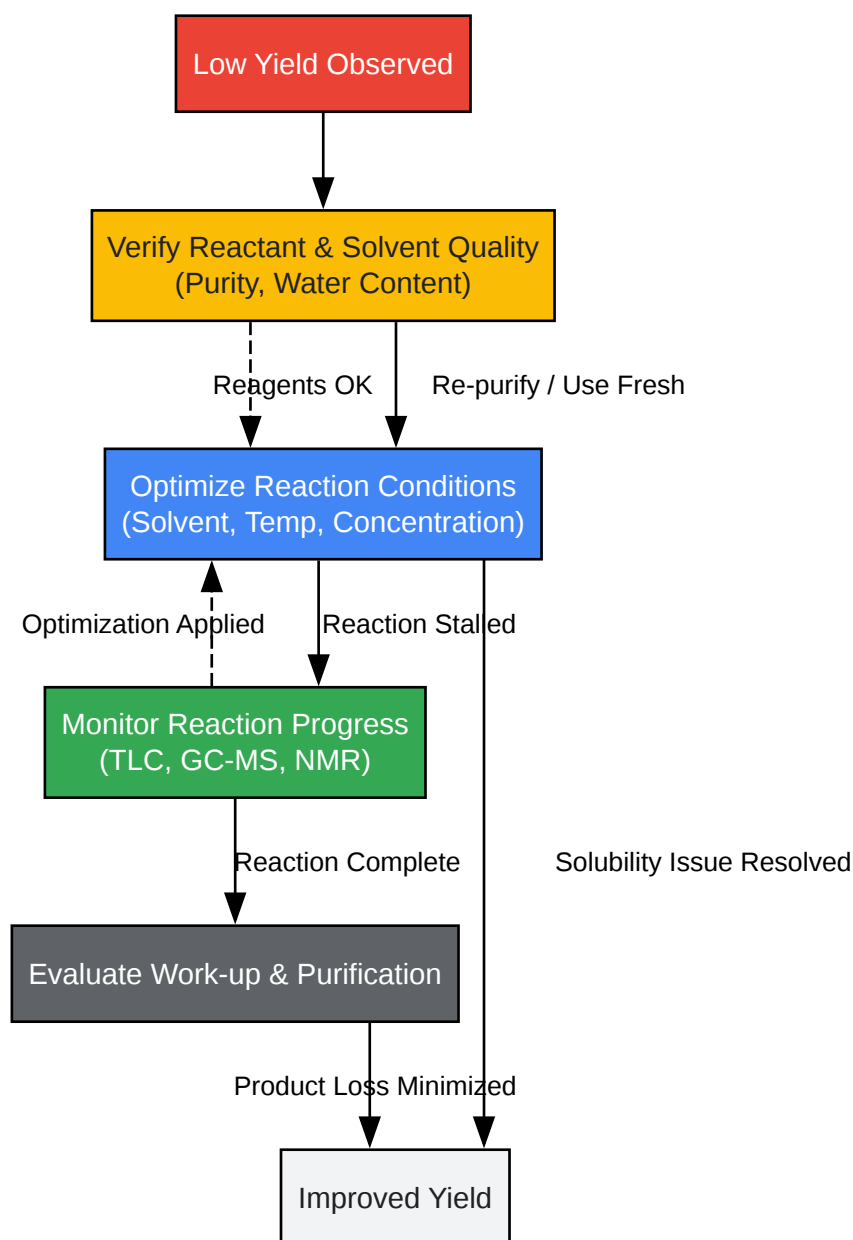 Low Yield Observed
Verify Reactant & Solvent Quality
(Purity, Water Content)
Reagents OK
Re-purify / Use Fresh
Optimize Reaction Conditions
(Solvent, Temp, Concentration)
Optimization Applied
Reaction Stalled
Monitor Reaction Progress
(TLC, GC-MS, NMR)
Reaction Complete
Solubility Issue Resolved
Evaluate Work-up & Purification
Product Loss Minimized
Improved Yield